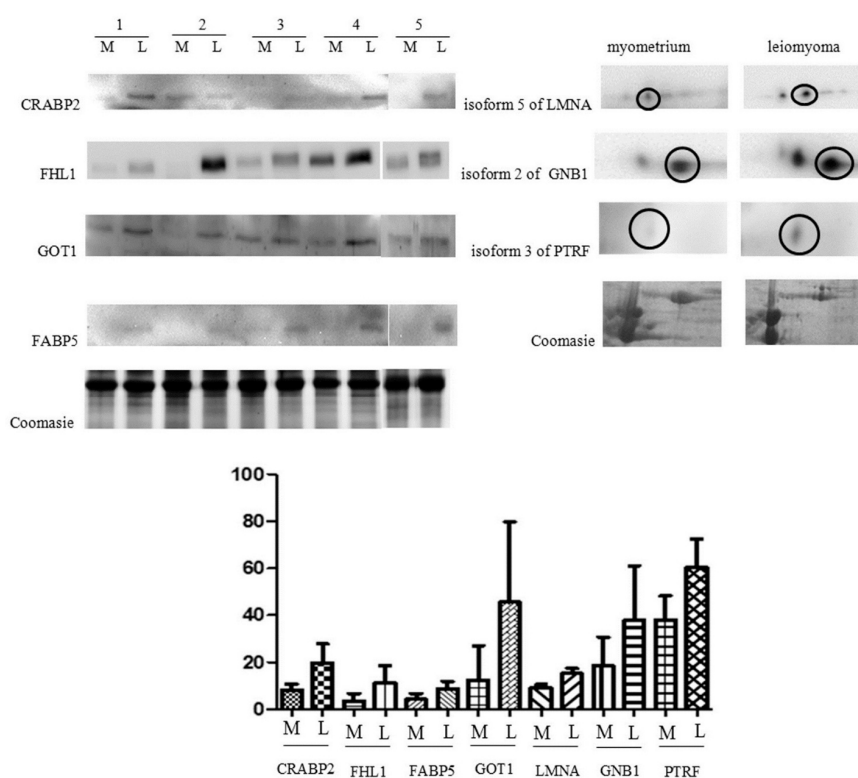 1 2 3 4 5
M L M L M L M L M L
CRABP2
FHL1
GOT1
FABP5
Coomasie
myometrium leiomyoma
isoform 5 of LMNA
isoform 2 of GNB1
isoform 3 of PTRF
Coomasie
100
80
60
40
20
0
M L M L M L M L M L M L M L
CRABP2 FHL1 FABP5 GOT1 LMNA GNB1 PTRF